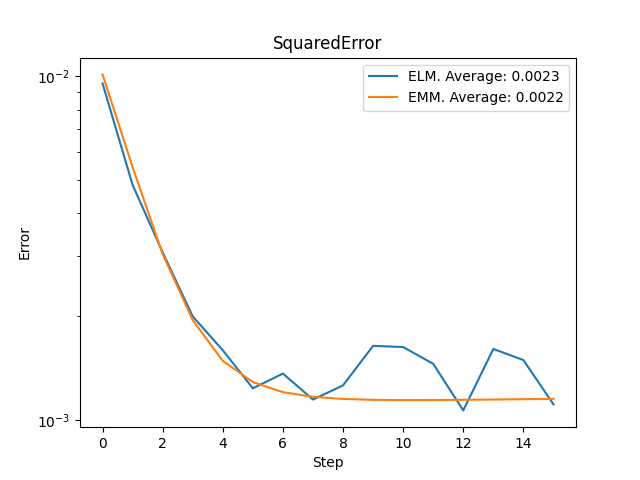 SquaredError
ELM. Average: 0.0023
EMM. Average: 0.0022
Error
10⁻²
10⁻³
0 2 4 6 8 10 12 14
Step